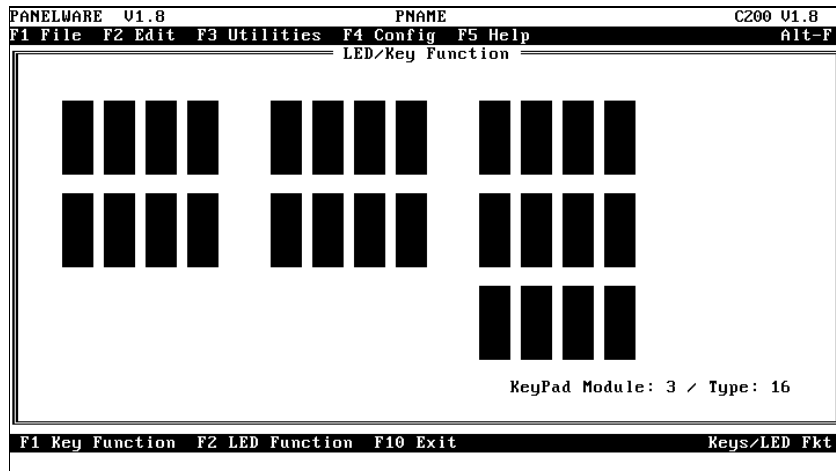 PANELWARE V1.8 PNAME C200 V1.8
F1 File F2 Edit F3 Utilities F4 Config F5 Help Alt-F
LED/Key Function
KeyPad Module: 3 / Type: 16
F1 Key Function F2 LED Function F10 Exit Keys/LED Fkt